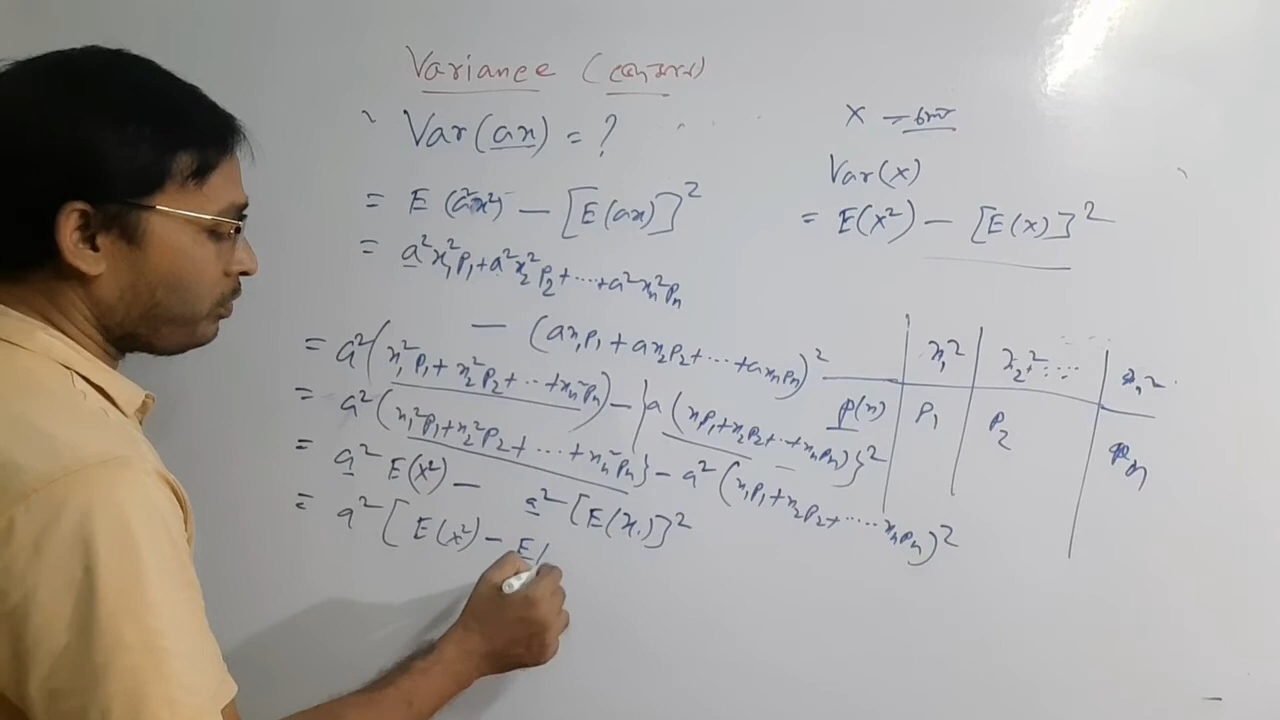 Variance
Var(ax) = ?
= E(a²x²) − [E(ax)]²
= a²x₁²p₁ + a²x₂²p₂ + ⋯ + a²xₙ²pₙ
− (ax₁p₁ + ax₂p₂ + ⋯ + axₙpₙ)²
= a²(x₁²p₁ + x₂²p₂ + ⋯ + xₙ²pₙ) − {a(x₁p₁ + x₂p₂ + ⋯ + xₙpₙ)}²
= a²(x₁²p₁ + x₂²p₂ + ⋯ + xₙ²pₙ} − a²(x₁p₁ + x₂p₂ + ⋯⋯ xₙpₙ)²
= a² E(x²) − a² [E(x)]²
= a² [E(x²) − E(
X →
Var(X)
= E(X²) − [E(X)]²
x₁² x₂² ⋯ xₙ²
p(x) p₁ p₂ pₙ